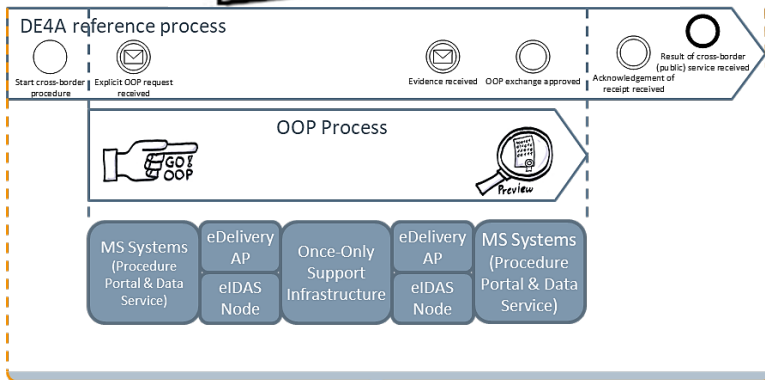 DE4A reference process
Start cross-border
procedure
Explicit OOP request
received
Evidence received
OOP exchange approved
Acknowledgement of
receipt received
Result of cross-border
(public) service received
OOP Process
GO!
OOP
Preview
MS Systems
(Procedure
Portal & Data
Service)
eDelivery
AP
eIDAS
Node
Once-Only
Support
Infrastructure
eDelivery
AP
eIDAS
Node
MS Systems
(Procedure
Portal & Data
Service)